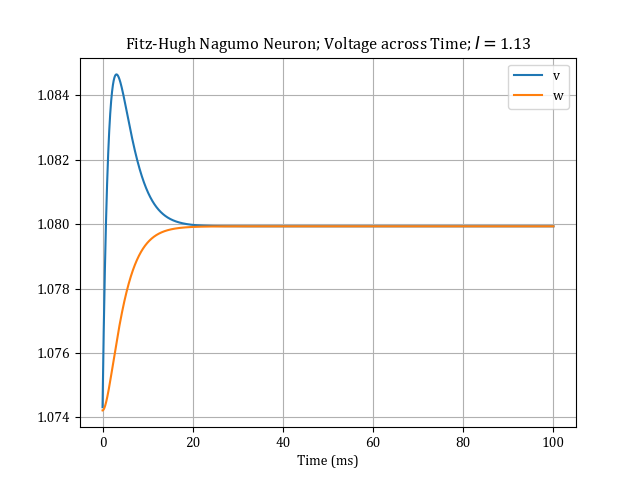 Fitz-Hugh Nagumo Neuron; Voltage across Time; I = 1.13
v
w
1.084
1.082
1.080
1.078
1.076
1.074
0 20 40 60 80 100
Time (ms)